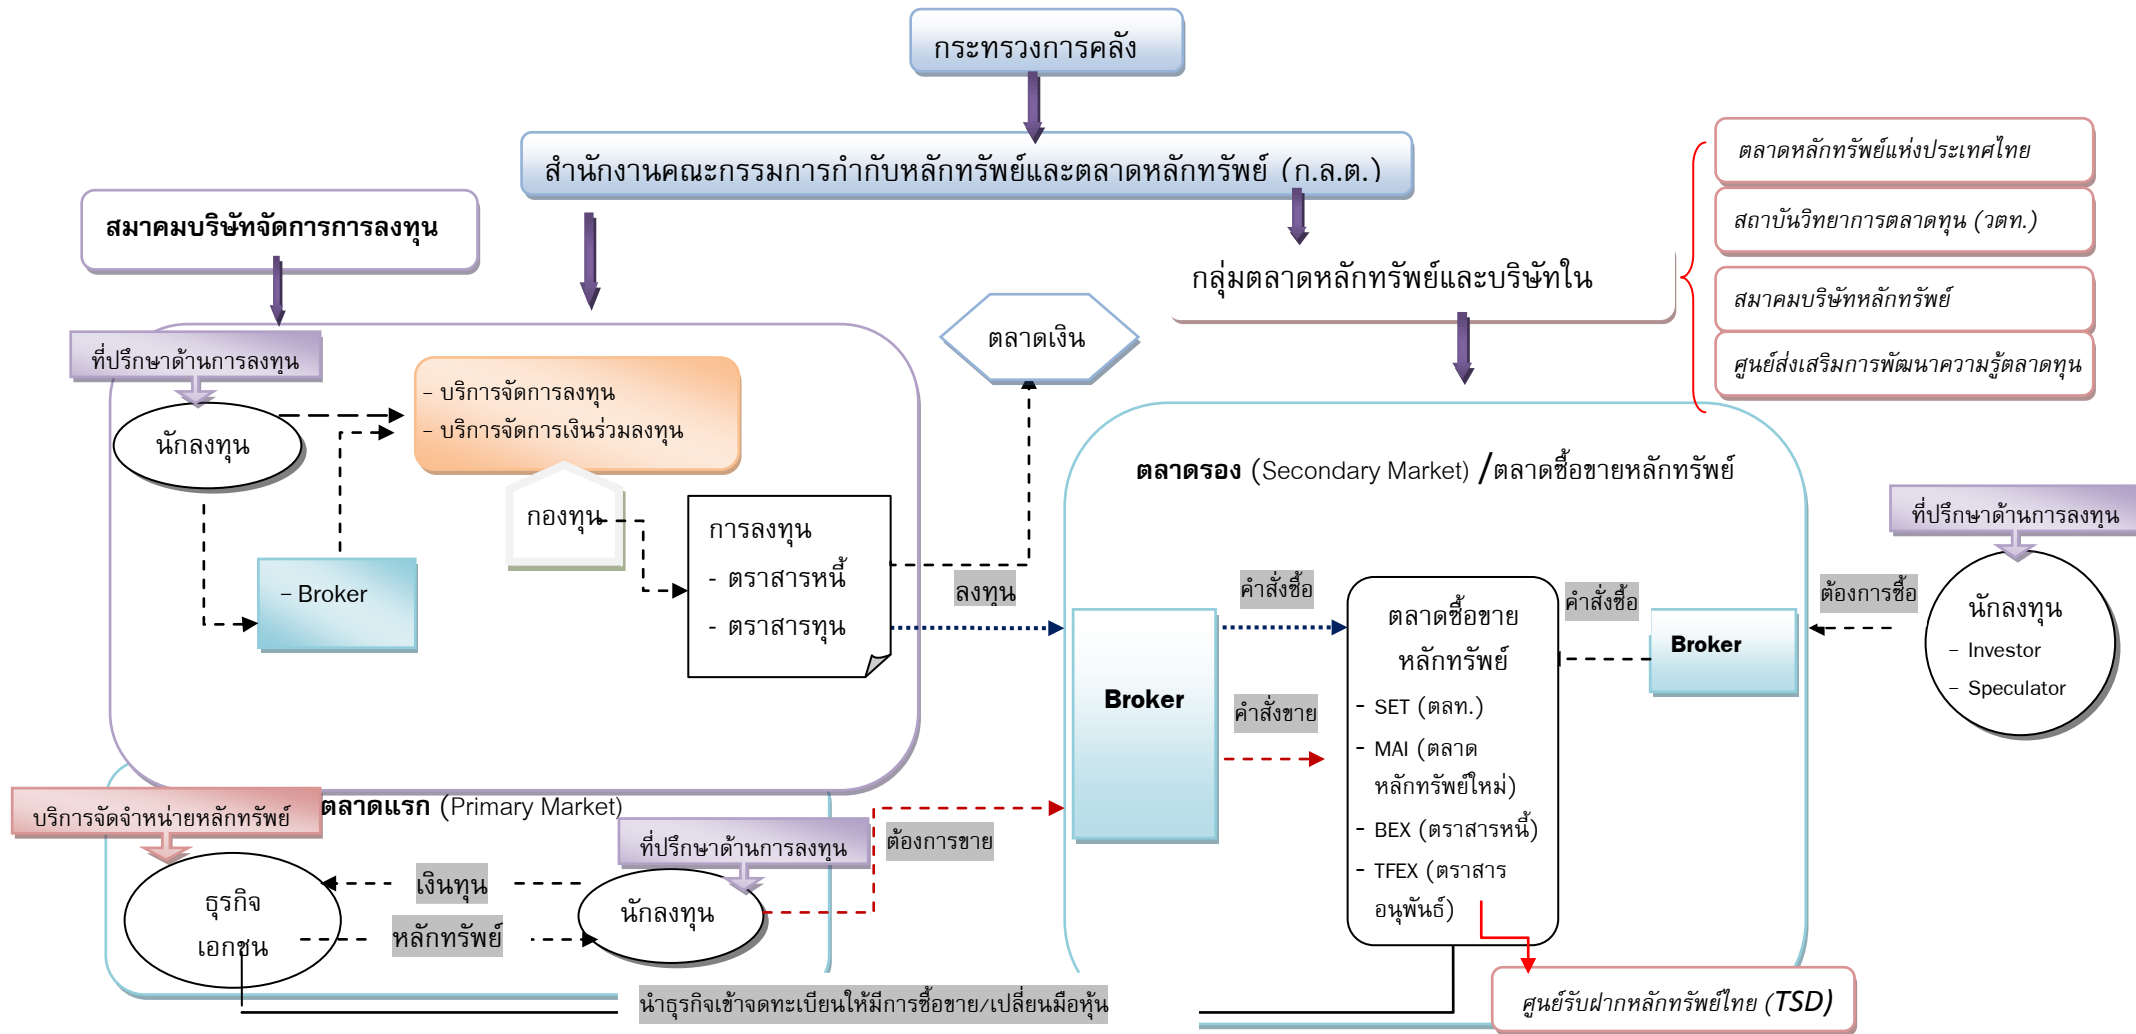 กระทรวงการคลัง
สำนักงานคณะกรรมการกำกับหลักทรัพย์และตลาดหลักทรัพย์ (ก.ล.ต.)
สมาคมบริษัทจัดการการลงทุน
กลุ่มตลาดหลักทรัพย์และบริษัทใน
ตลาดหลักทรัพย์แห่งประเทศไทย
สถาบันวิทยาการตลาดทุน (วตท.)
สมาคมบริษัทหลักทรัพย์
ศูนย์ส่งเสริมการพัฒนาความรู้ตลาดทุน
ที่ปรึกษาด้านการลงทุน
นักลงทุน
– บริการจัดการลงทุน
– บริการจัดการเงินร่วมลงทุน
กองทุน
– Broker
การลงทุน
- ตราสารหนี้
- ตราสารทุน
ตลาดเงิน
ลงทุน
ตลาดรอง (Secondary Market) /ตลาดซื้อขายหลักทรัพย์
Broker
คำสั่งซื้อ
คำสั่งขาย
ตลาดซื้อขาย
หลักทรัพย์
- SET (ตลท.)
- MAI (ตลาด
หลักทรัพย์ใหม่)
- BEX (ตราสารหนี้)
- TFEX (ตราสาร
อนุพันธ์)
คำสั่งซื้อ
Broker
ต้องการซื้อ
ที่ปรึกษาด้านการลงทุน
นักลงทุน
– Investor
– Speculator
ตลาดแรก (Primary Market)
บริการจัดจำหน่ายหลักทรัพย์
ธุรกิจ
เอกชน
เงินทุน
หลักทรัพย์
ที่ปรึกษาด้านการลงทุน
นักลงทุน
ต้องการขาย
นำธุรกิจเข้าจดทะเบียนให้มีการซื้อขาย/เปลี่ยนมือหุ้น
ศูนย์รับฝากหลักทรัพย์ไทย (TSD)